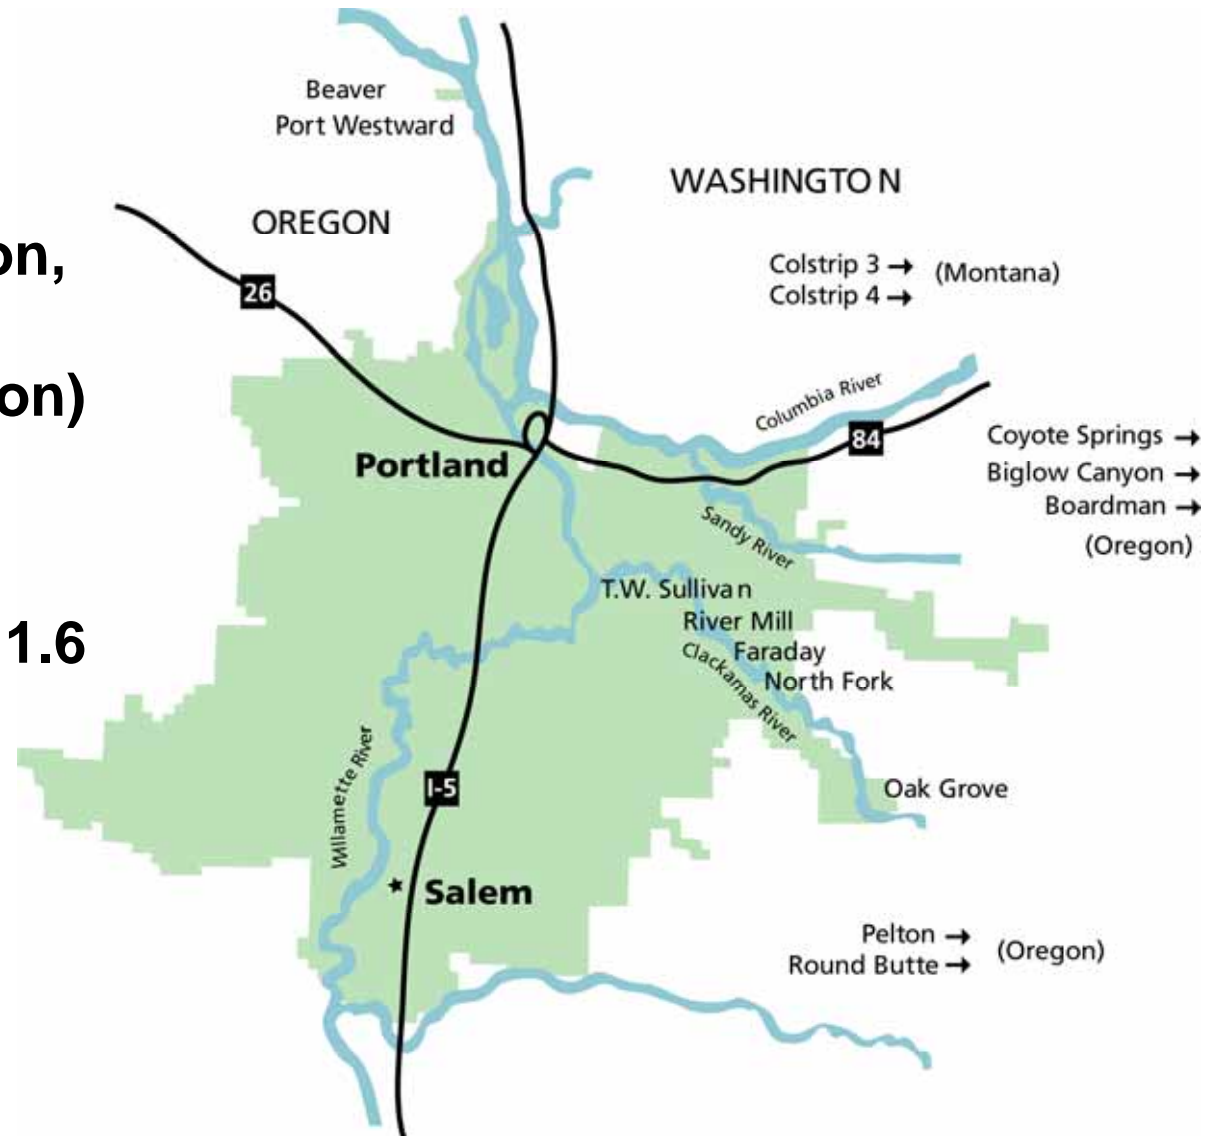 Beaver
Port Westward
WASHINGTON
OREGON
on,
26
Colstrip 3 → (Montana)
Colstrip 4 →
on)
Columbia River
84
Coyote Springs →
Portland
Biglow Canyon →
Boardman →
Sandy River
(Oregon)
T.W. Sullivan
River Mill
1.6
Faraday
Clackamas River
North Fork
Willamette River
I-5
Oak Grove
Salem
Pelton → (Oregon)
Round Butte →